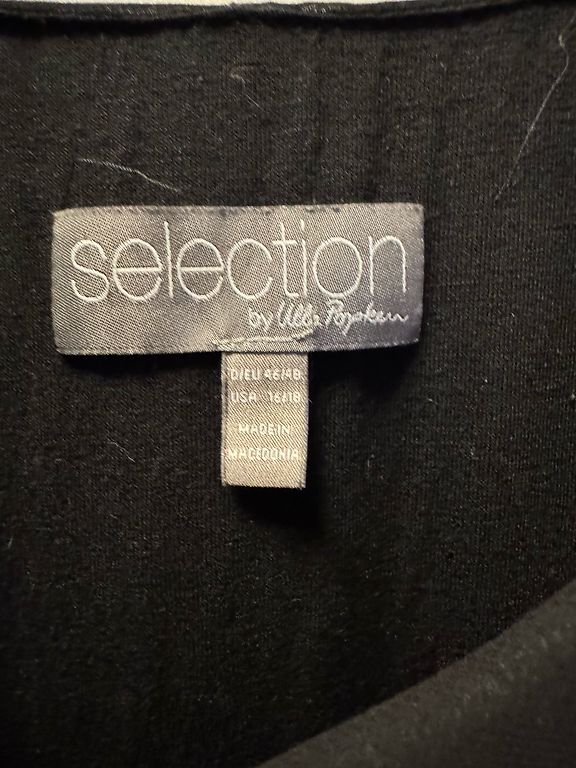 selection
by Ulla Popken
D/EU 46/48
USA 16/18
MADE IN
MACEDONIA